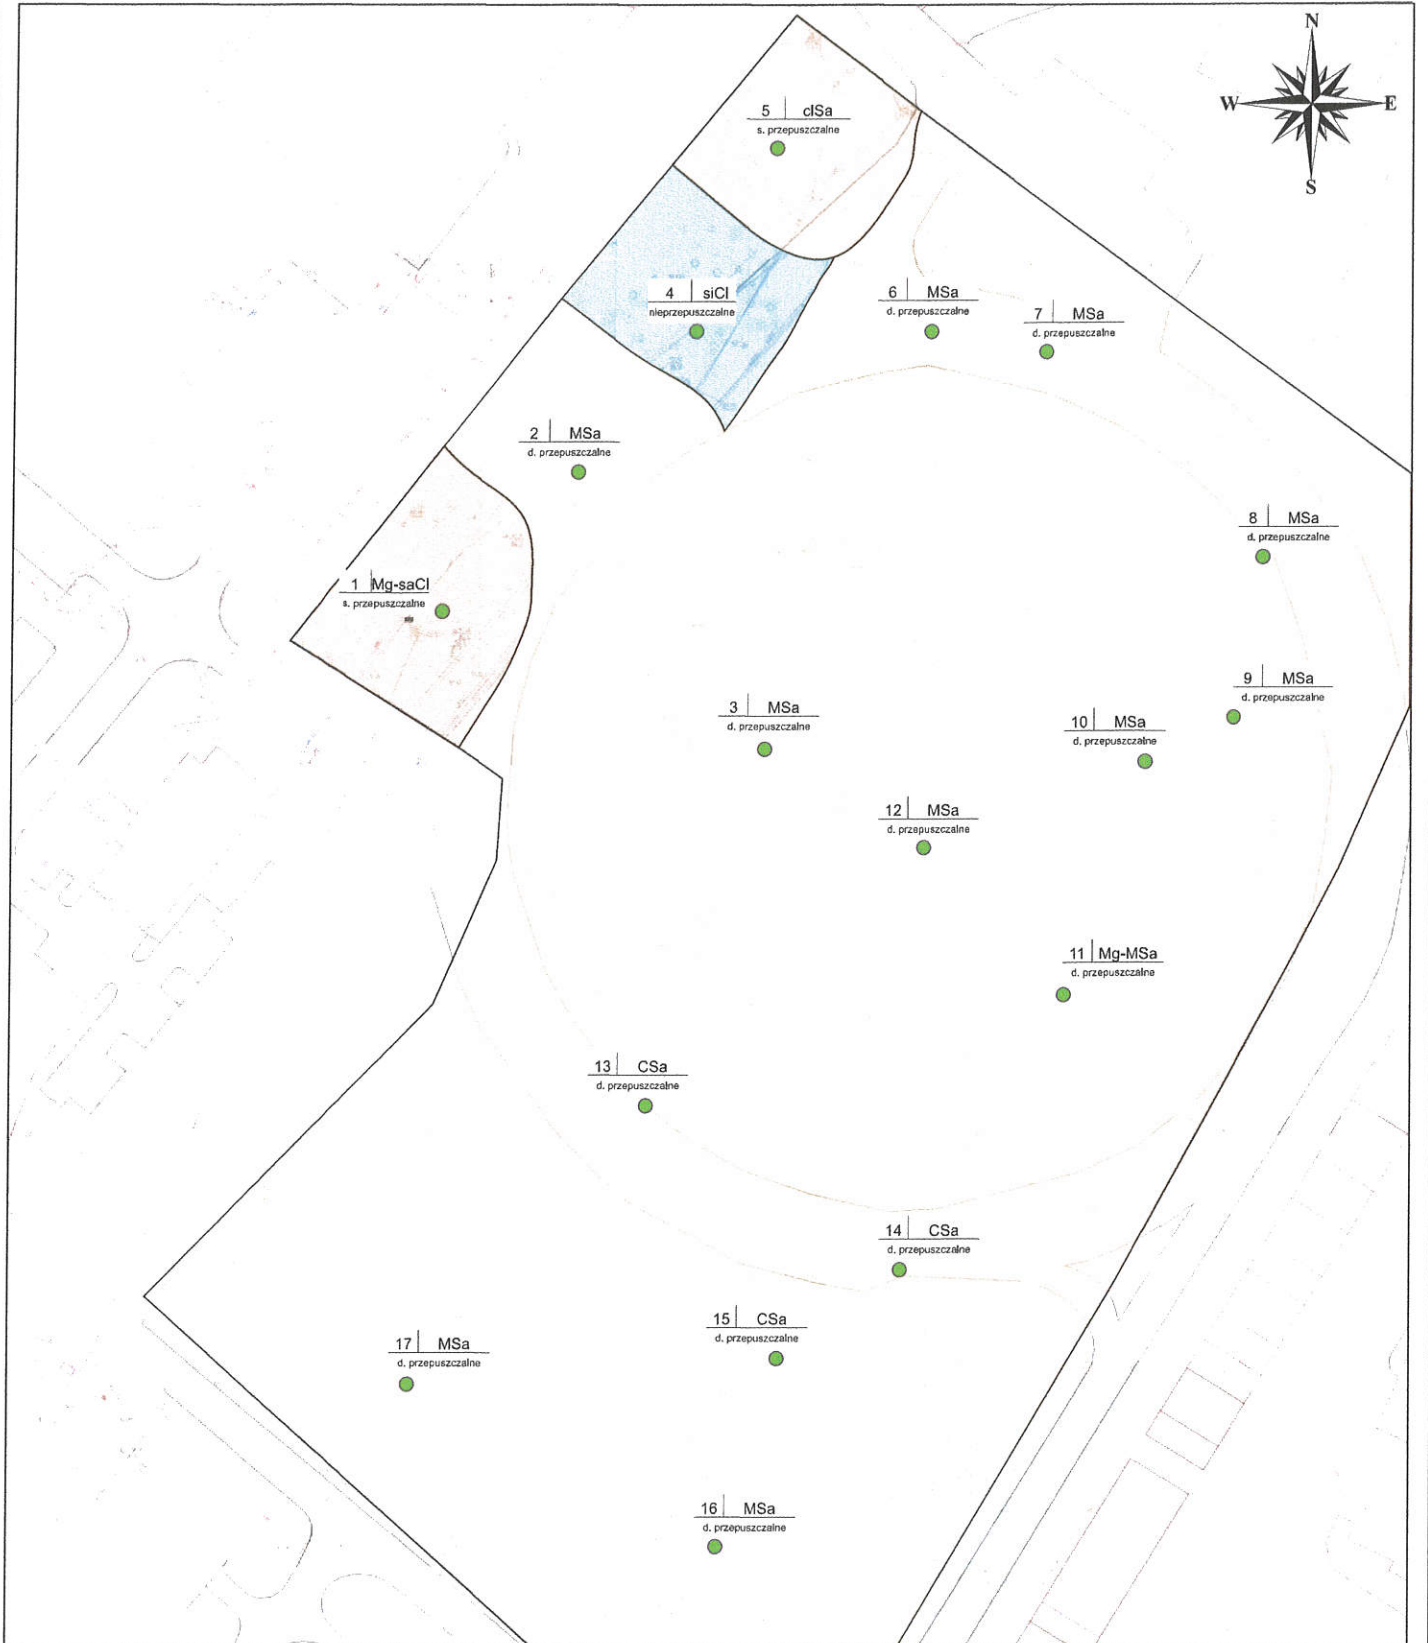 N
W E
S
5 clSa
s. przepuszczalne
4 siCl
nieprzepuszczalne
6 MSa
d. przepuszczalne
7 MSa
d. przepuszczalne
2 MSa
d. przepuszczalne
8 MSa
d. przepuszczalne
1 Mg-saCl
s. przepuszczalne
9 MSa
d. przepuszczalne
3 MSa
d. przepuszczalne
10 MSa
d. przepuszczalne
12 MSa
d. przepuszczalne
11 Mg-MSa
d. przepuszczalne
13 CSa
d. przepuszczalne
14 CSa
d. przepuszczalne
15 CSa
d. przepuszczalne
17 MSa
d. przepuszczalne
16 MSa
d. przepuszczalne